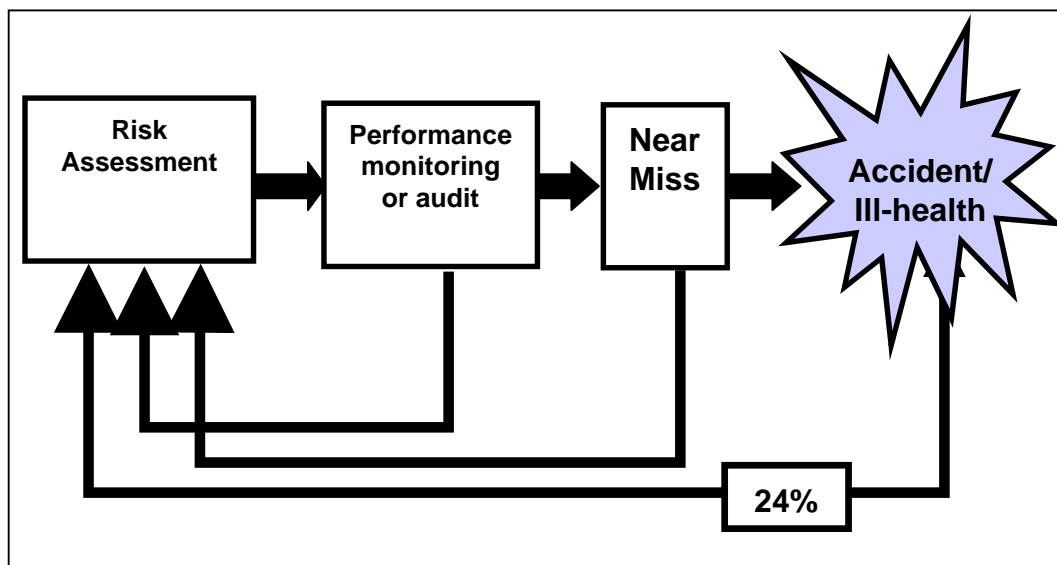 Risk
Assessment
Performance
monitoring
or audit
Near
Miss
Accident/
Ill-health
24%